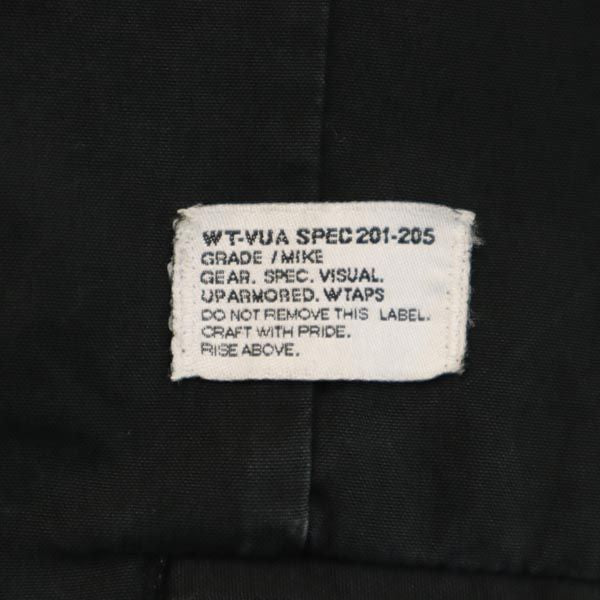 WT-VUA SPEC 201-205
GRADE / MIKE
GEAR. SPEC. VISUAL.
UPARMORED. WTAPS
DO NOT REMOVE THIS LABEL.
CRAFT WITH PRIDE.
RISE ABOVE.